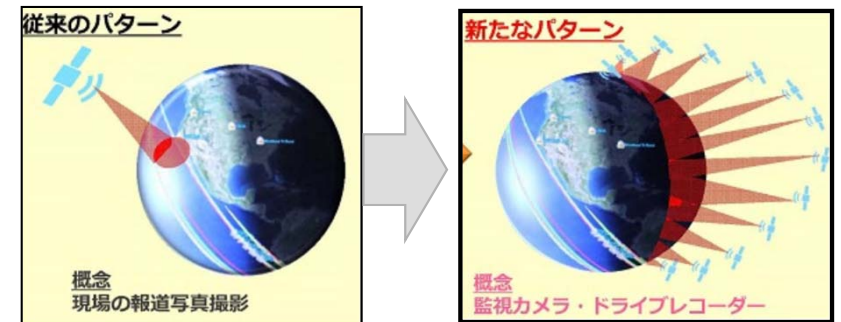 従来のパターン
概念
現場の報道写真撮影
新たなパターン
概念
監視カメラ・ドライブレコーダー